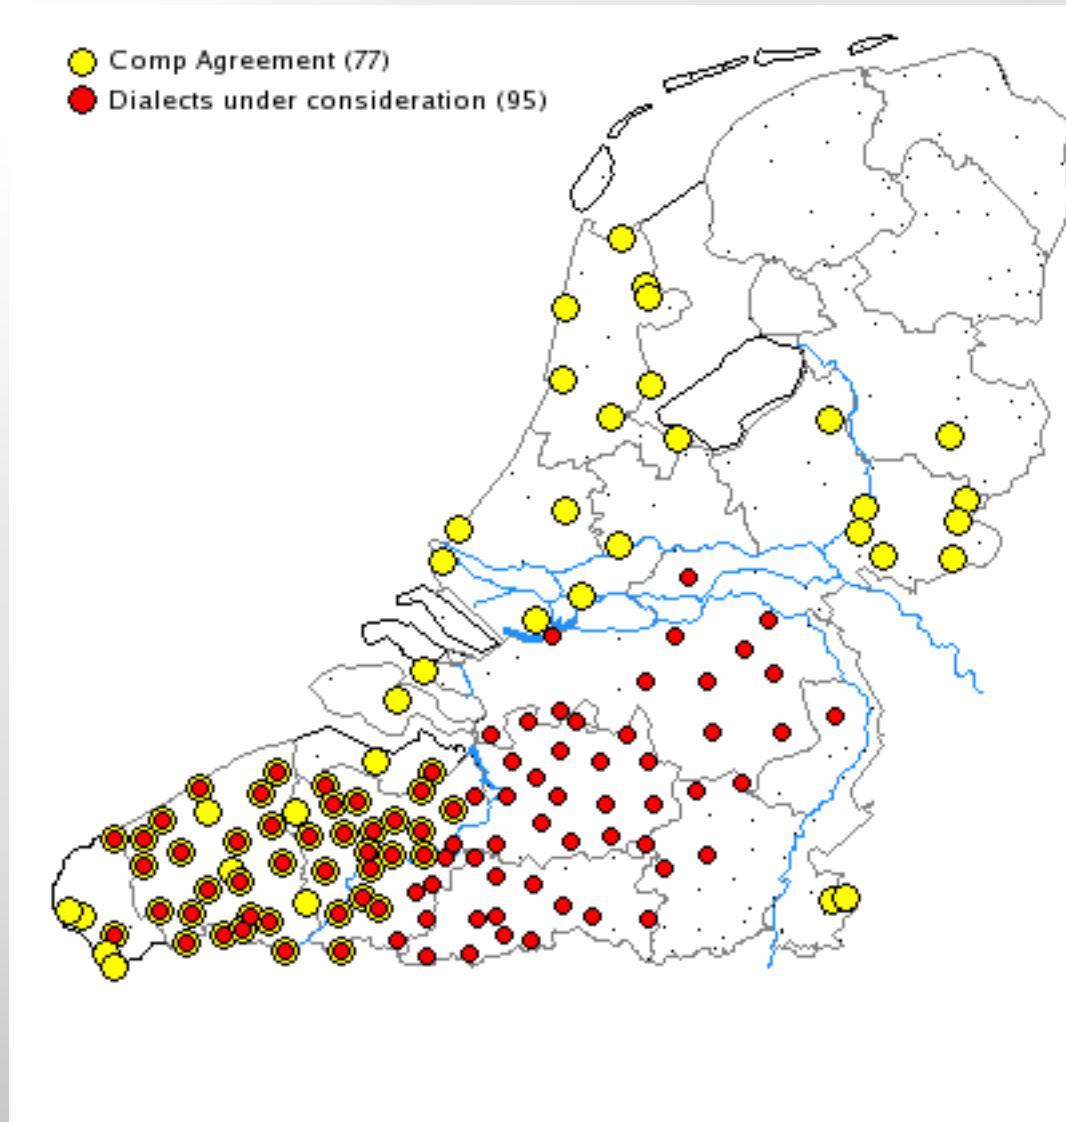 Comp Agreement (77)
Dialects under consideration (95)